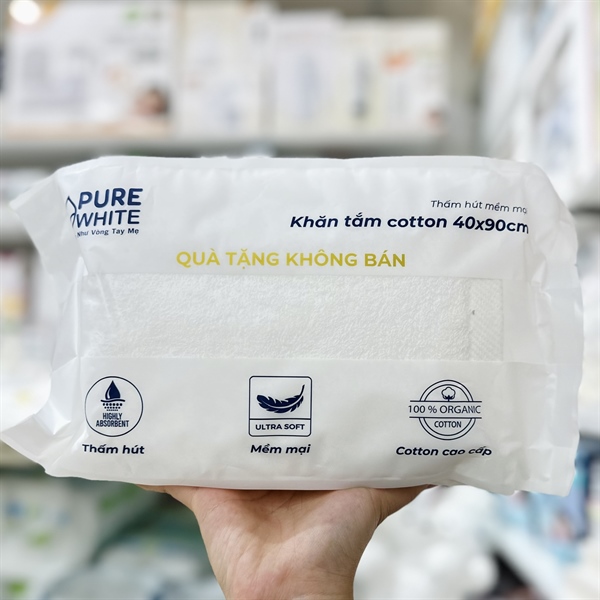 PURE
WHITE
Như Vòng Tay Mẹ
Thấm hút mềm mại
Khăn tắm cotton 40x90cm
QUÀ TẶNG KHÔNG BÁN
HIGHLY
ABSORBENT
Thấm hút
ULTRA SOFT
Mềm mại
100 % ORGANIC
COTTON
Cotton cao cấp